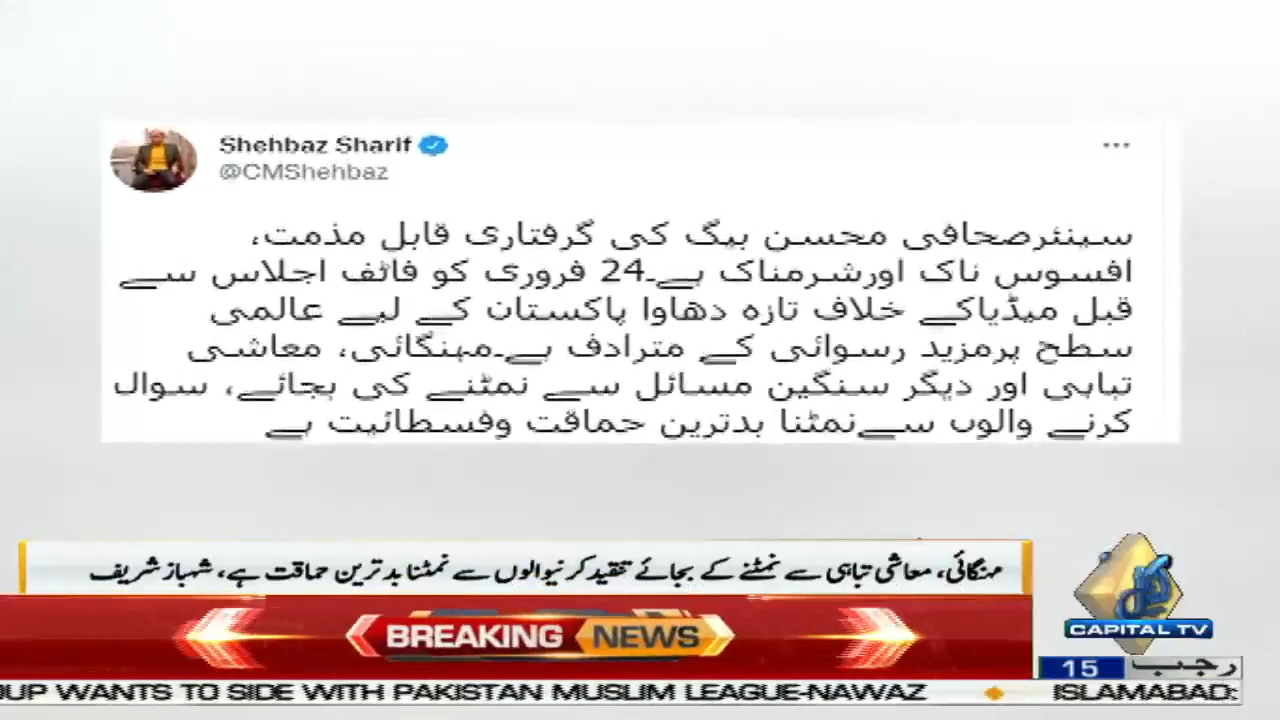 Shehbaz Sharif
@CMShehbaz
سینئرصحافی محسن بیگ کی گرفتاری قابل مذمت،
افسوس ناک اورشرمناک ہے۔24 فروری کو فاٹف اجلاس سے
قبل میڈیاکے خلاف تازہ دھاوا پاکستان کے لیے عالمی
سطح پرمزید رسوائی کے مترادف ہے۔مہنگائی، معاشی
تباہی اور دیگر سنگین مسائل سے نمٹنے کی بجائے، سوال
کرنے والوں سےنمٹنا بدترین حماقت وفسطائیت ہے
مہنگائی، معاشی تباہی سے نمٹنے کے بجائے تنقید کرنیوالوں سے نمٹنا بدترین حماقت ہے، شہباز شریف
BREAKING NEWS
کیپیٹل
CAPITAL TV
15 رجب
OUP WANTS TO SIDE WITH PAKISTAN MUSLIM LEAGUE-NAWAZ ISLAMABAD: